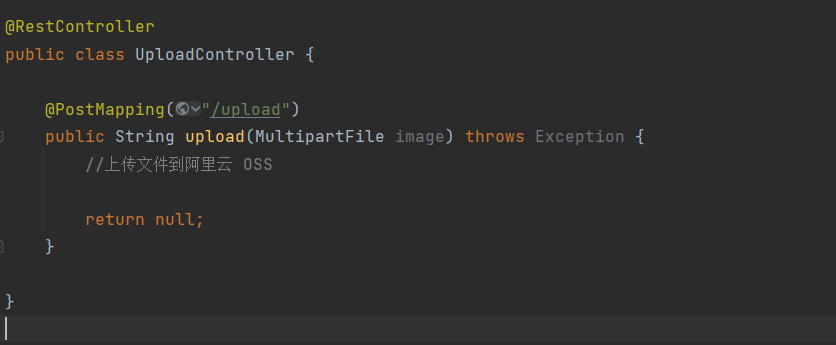 @RestController
public class UploadController {
@PostMapping("/upload")
public String upload(MultipartFile image) throws Exception {
//上传文件到阿里云 OSS
return null;
}
}